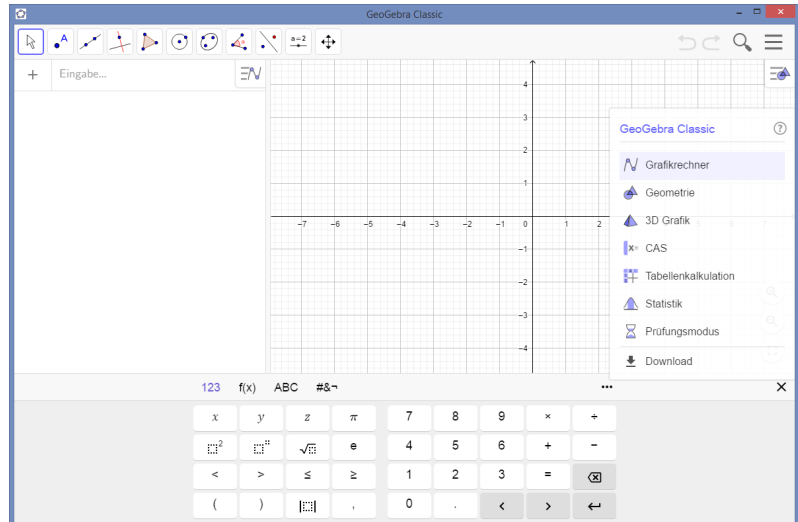 GeoGebra Classic
A
a=2
+ Eingabe...
4
3
2
1
-7 -6 -5 -4 -3 -2 -1 0 1 2
-1
-2
-3
-4
GeoGebra Classic
Grafikrechner
Geometrie
3D Grafik
x= CAS
Tabellenkalkulation
Statistik
Prüfungsmodus
Download
123 f(x) ABC #&¬ •••
x y z π 7 8 9 × ÷
2 √ e 4 5 6 + −
< > ≤ ≥ 1 2 3 =
( ) | | , 0 . < >